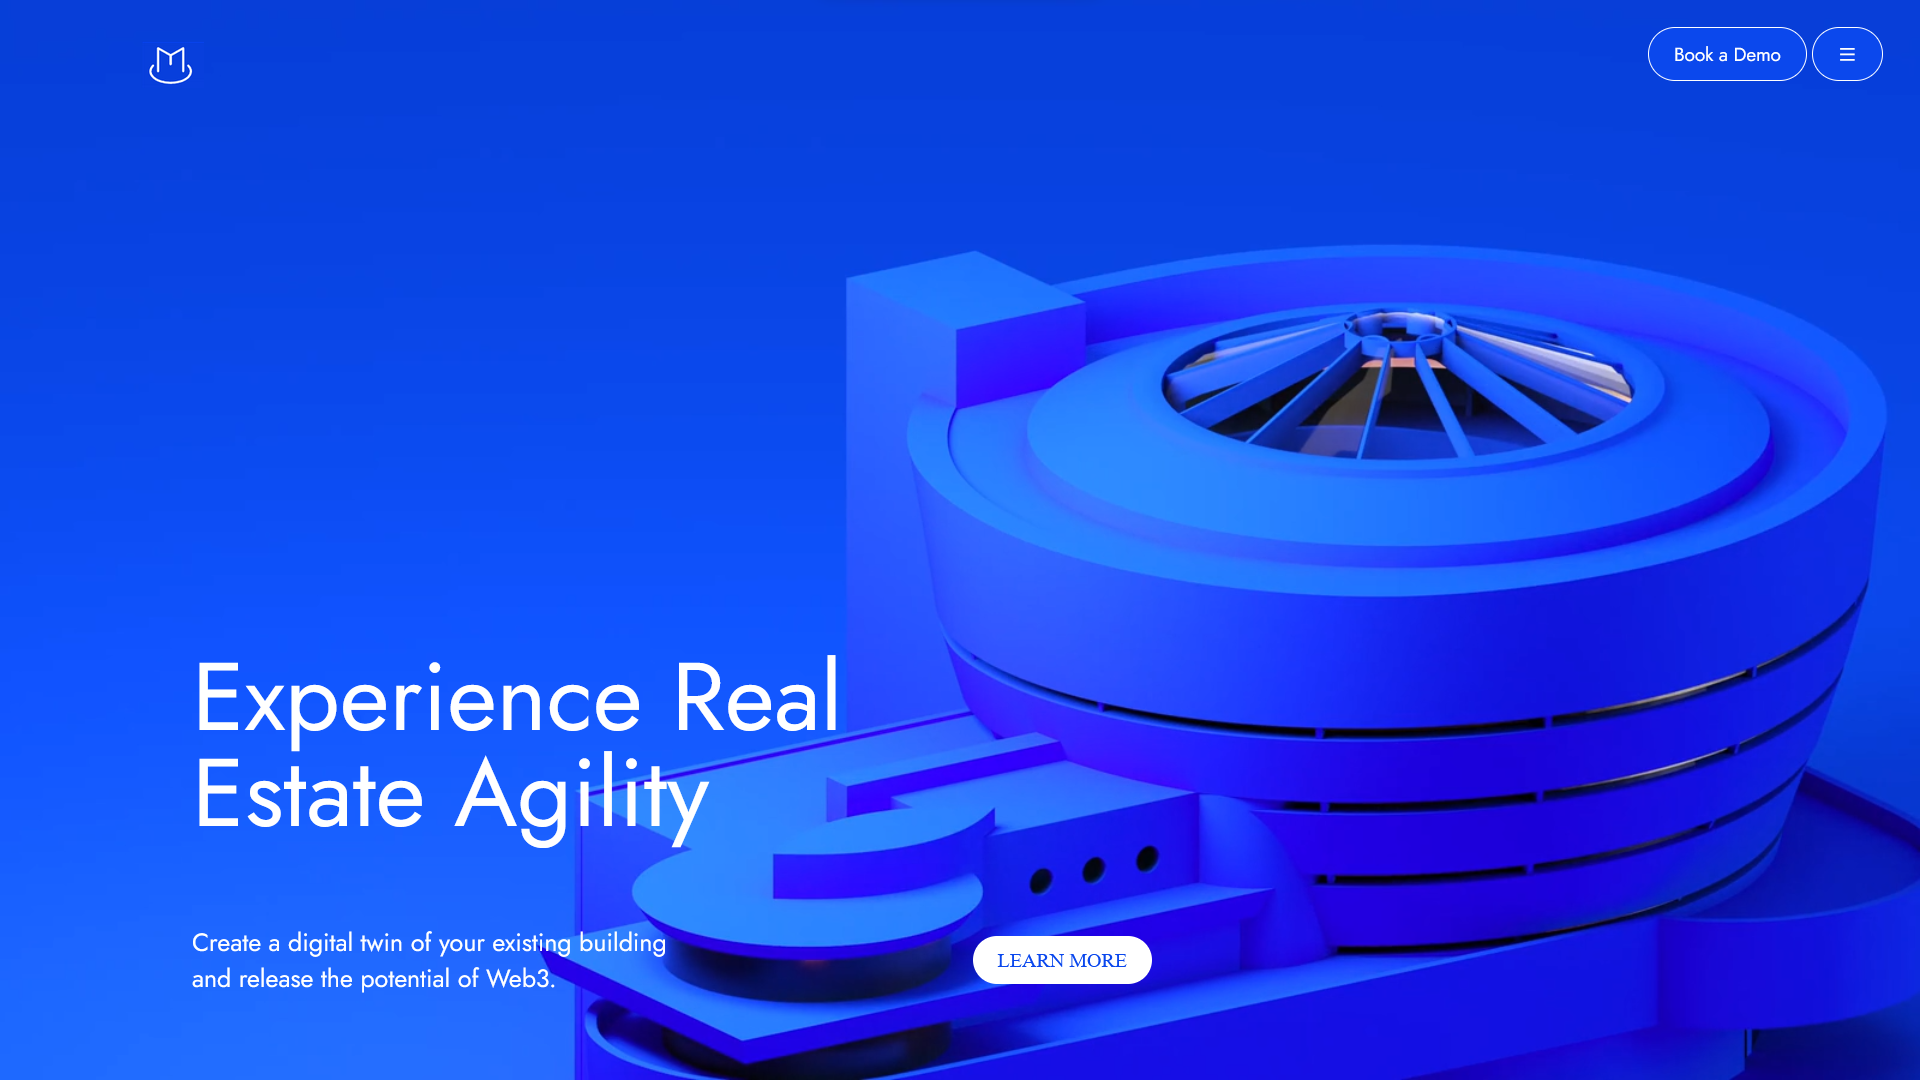 Book a Demo
Experience Real
Estate Agility
Create a digital twin of your existing building
and release the potential of Web3.
LEARN MORE